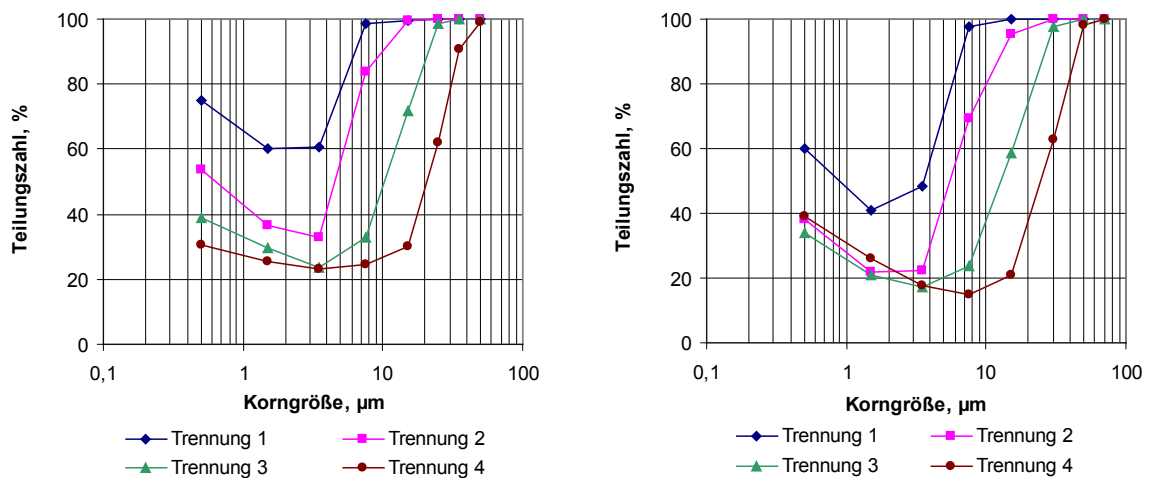 100
80
60
40
20
0
Teilungszahl, %
0,1 1 10 100
Korngröße, µm
Trennung 1 Trennung 2
Trennung 3 Trennung 4
100
80
60
40
20
0
Teilungszahl, %
0,1 1 10 100
Korngröße, µm
Trennung 1 Trennung 2
Trennung 3 Trennung 4